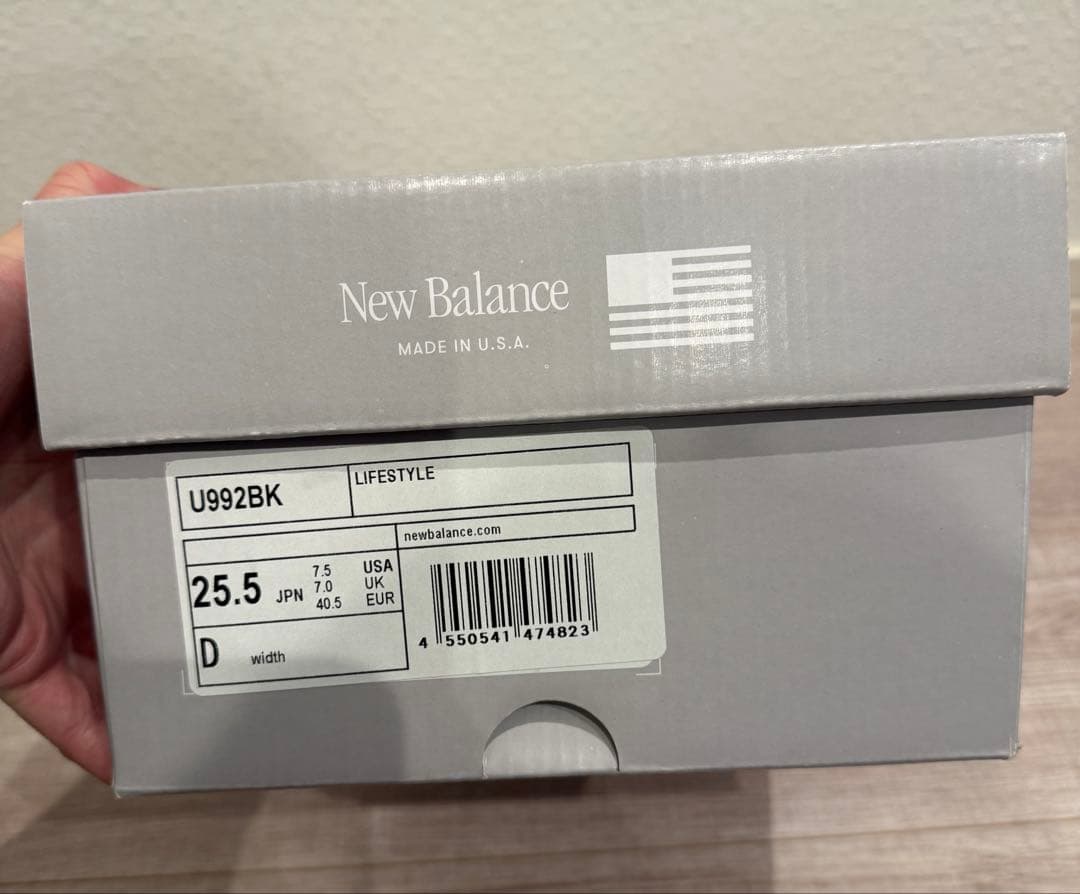 New Balance
MADE IN U.S.A.
U992BK
LIFESTYLE
newbalance.com
25.5 JPN
7.5 USA
7.0 UK
40.5 EUR
D width
4 550541 474823